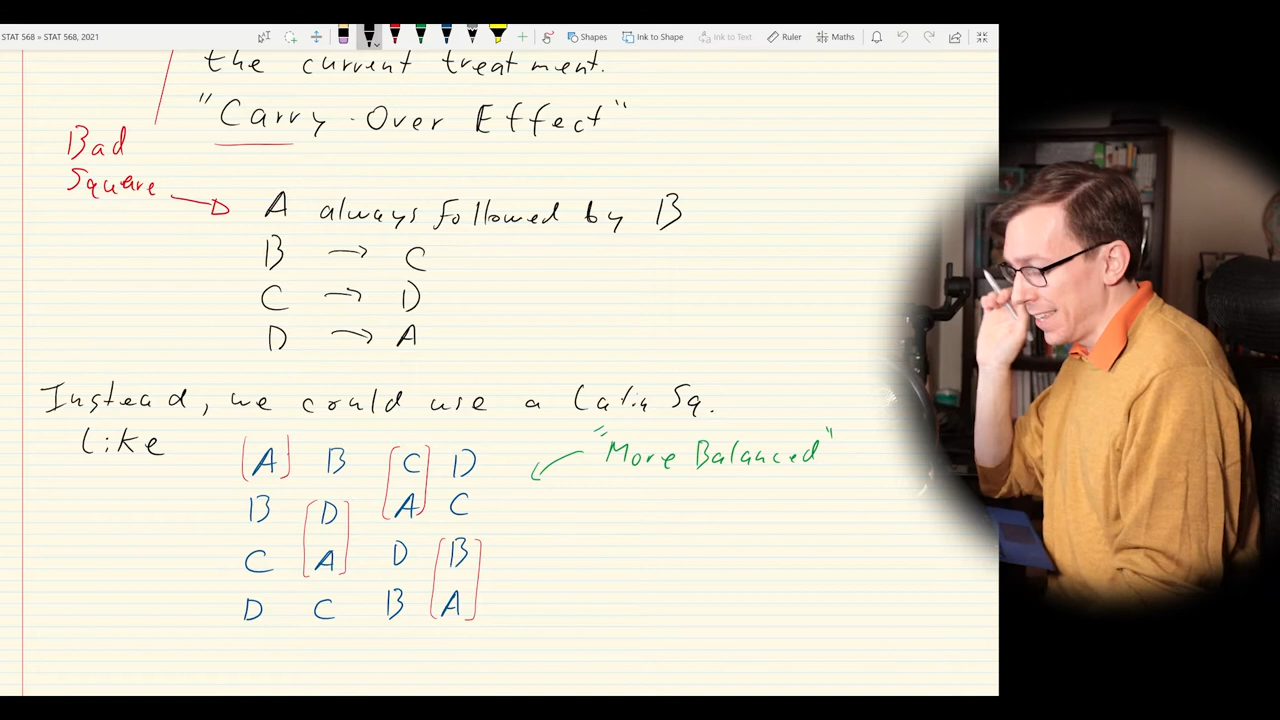 STAT 568 » STAT 568, 2021
Shapes Ink to Shape Ink to Text Ruler Maths
the current treatment.
"Carry-Over Effect"
Bad
Square
A always followed by B
B → C
C → D
D → A
Instead, we could use a Latin Sq.
like
"More Balanced"
A B C D
B D A C
C A D B
D C B A